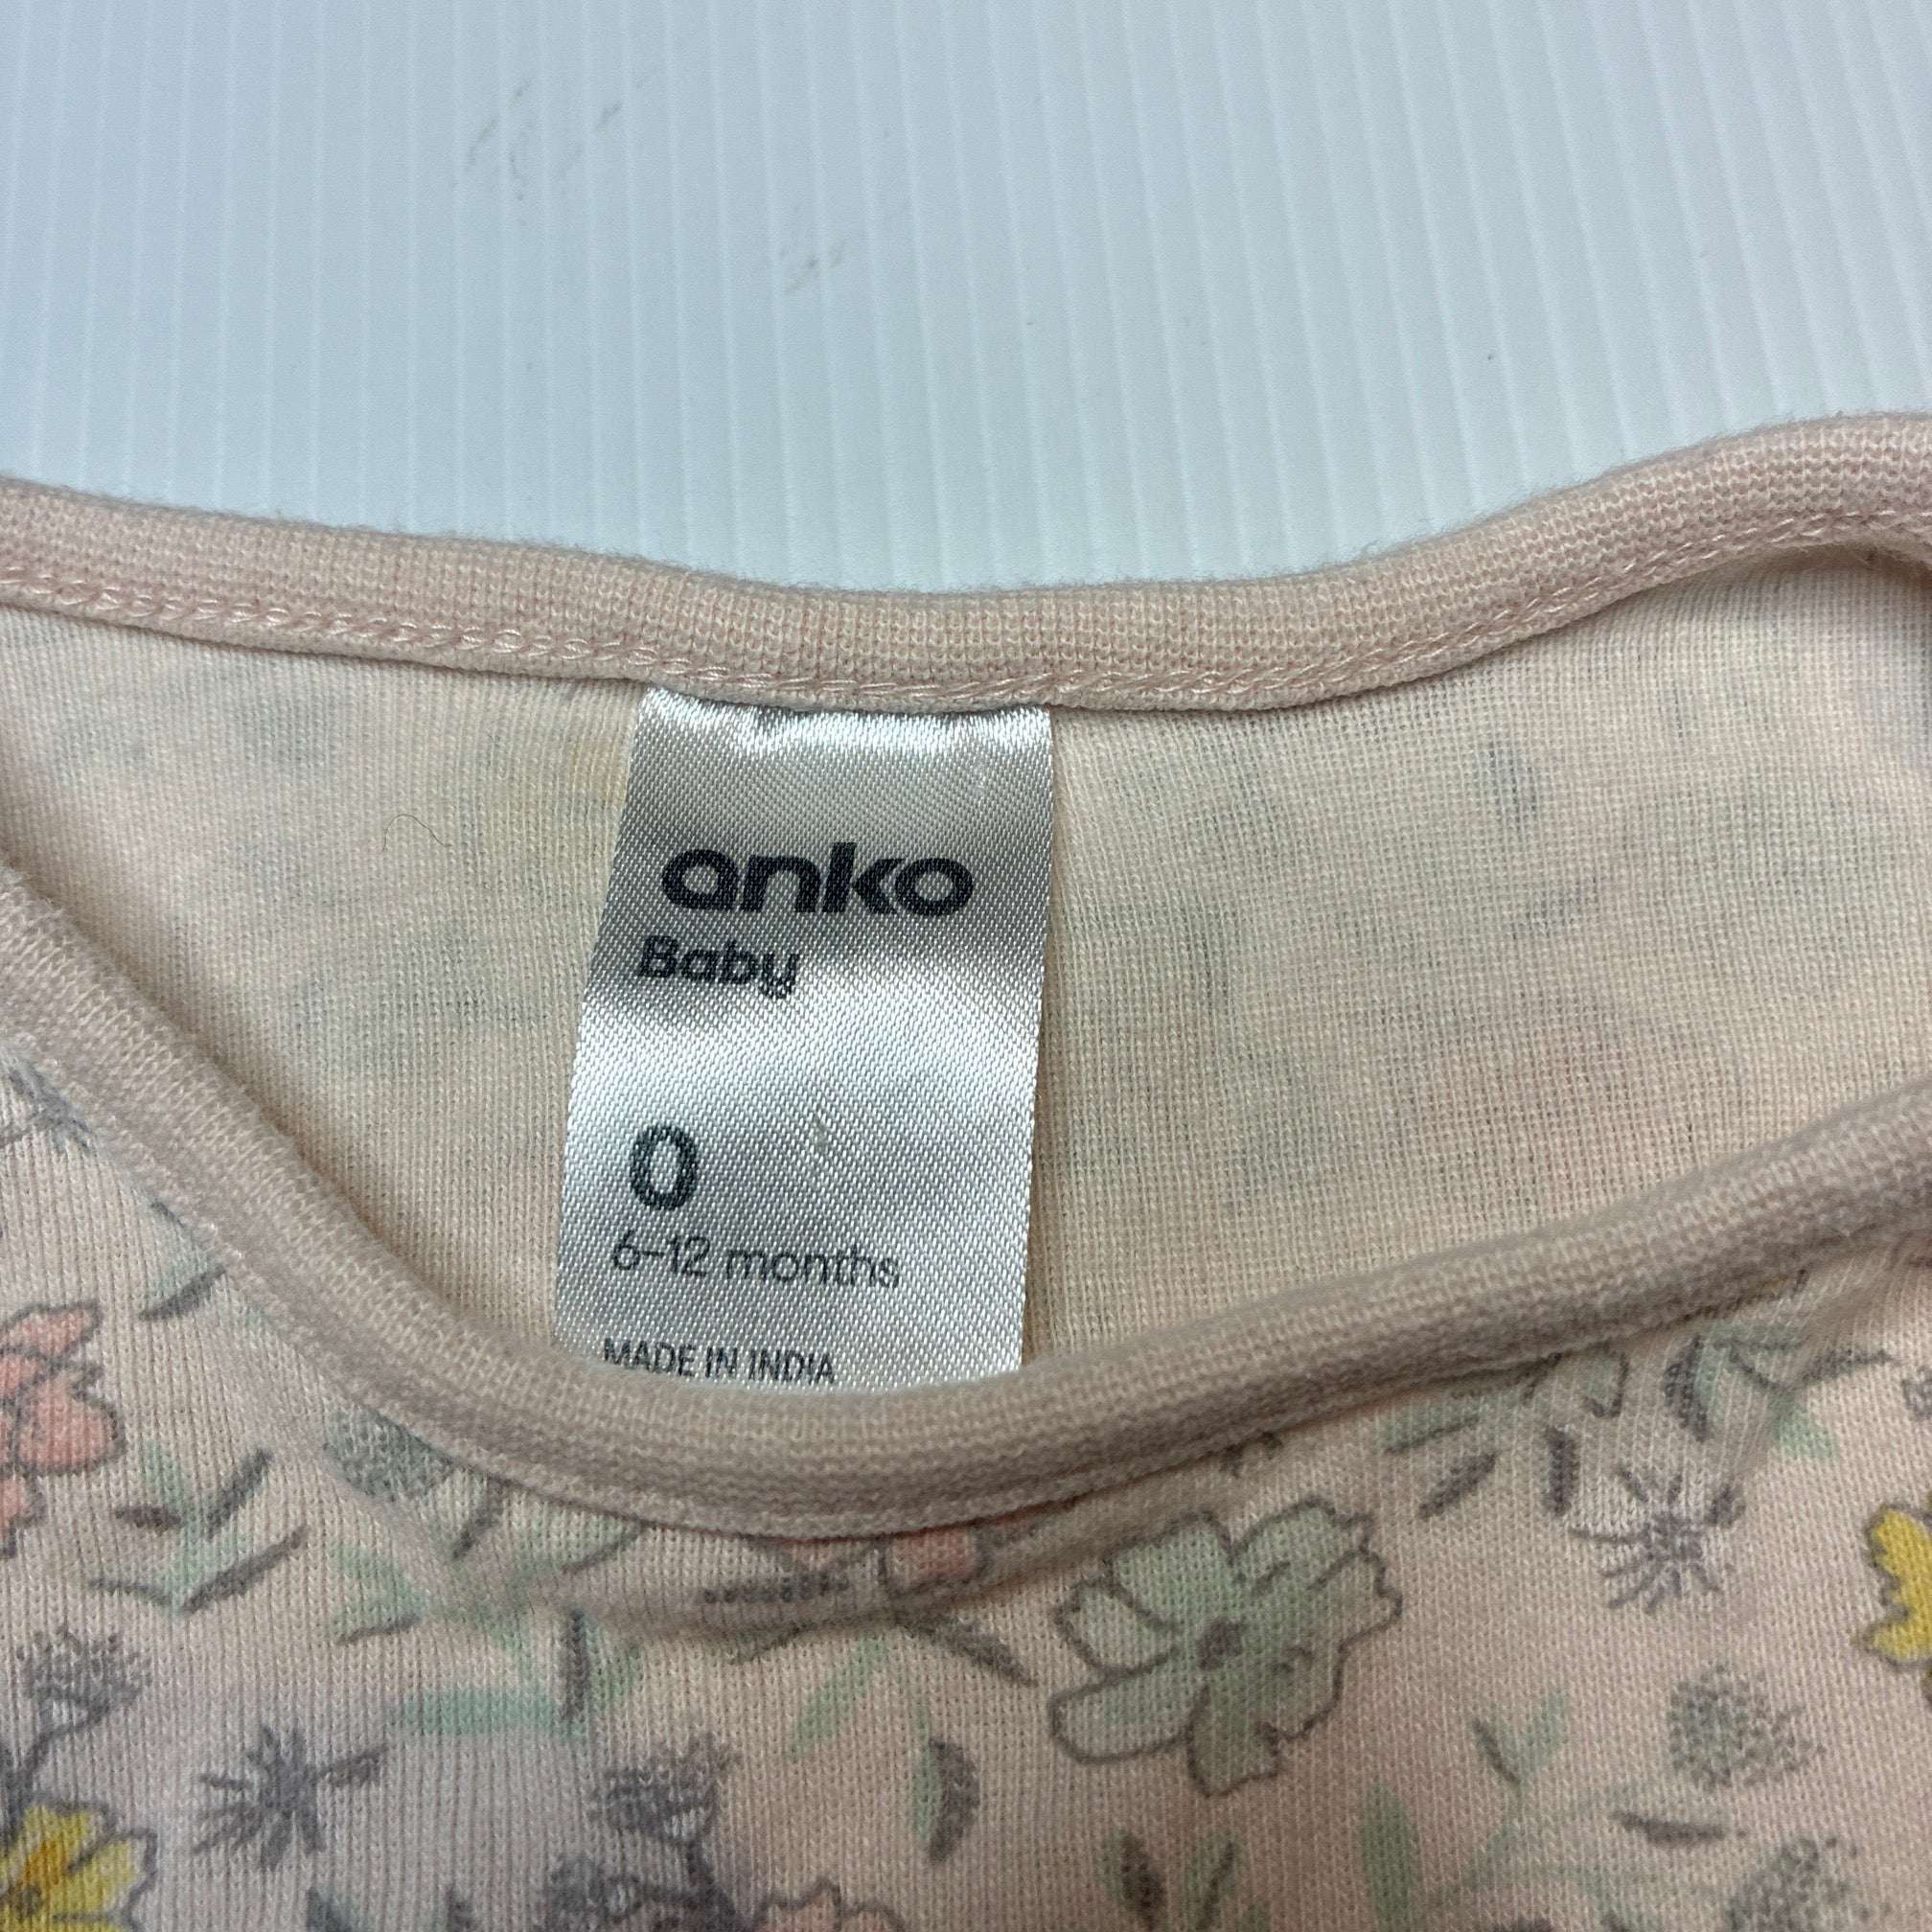 anko
Baby
0
6-12 months
MADE IN INDIA